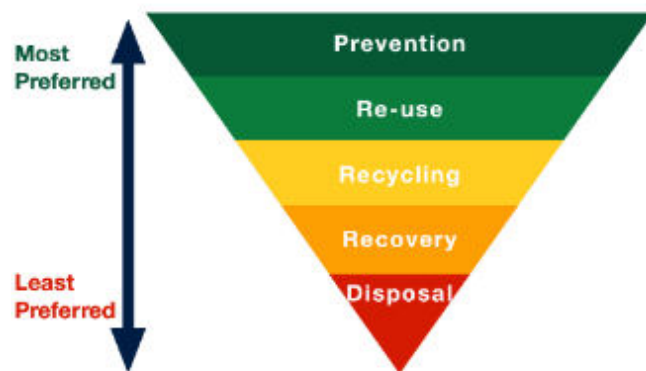 Most
Preferred
Prevention
Re-use
Recycling
Recovery
Disposal
Least
Preferred